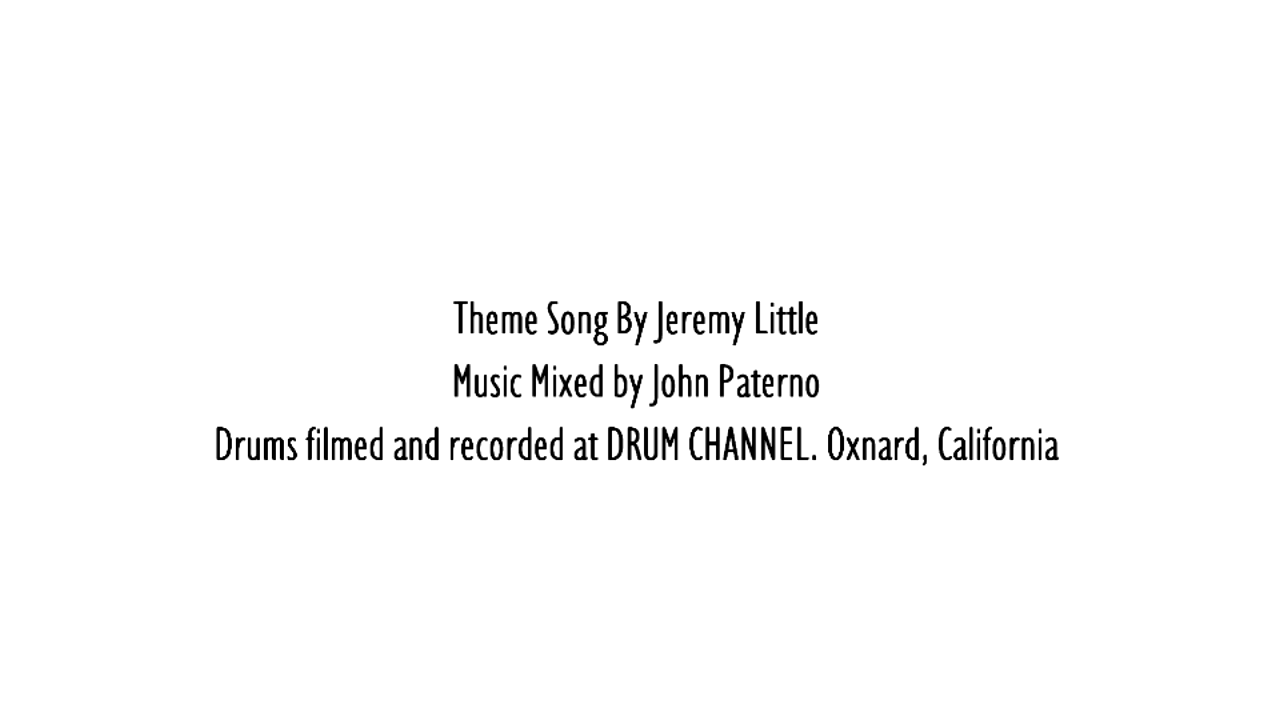 Theme Song By Jeremy Little
Music Mixed by John Paterno
Drums filmed and recorded at DRUM CHANNEL. Oxnard, California